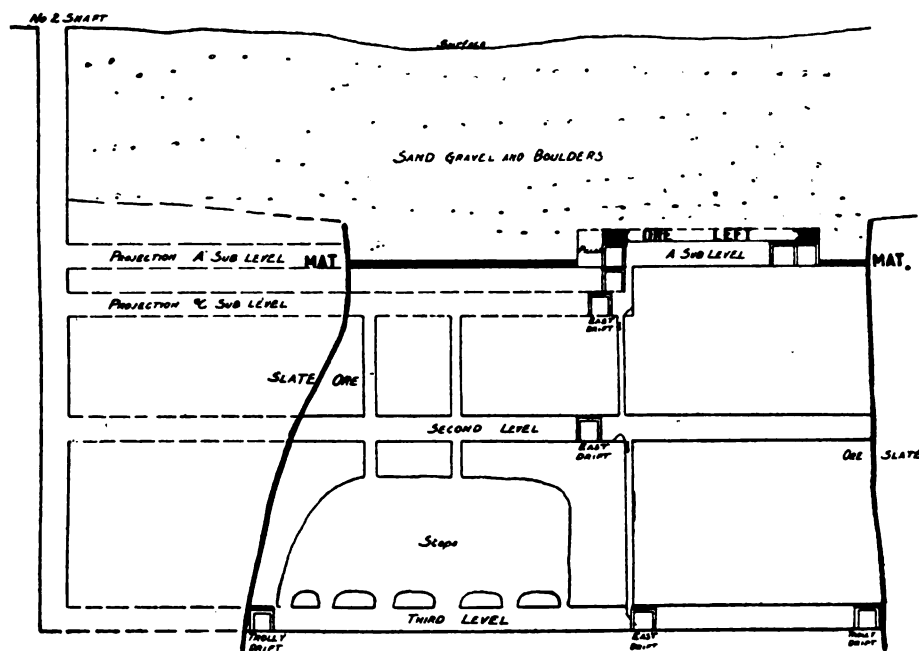 No 2 SHAFT
Surface
SAND GRAVEL AND BOULDERS
ORE LEFT
PROJECTION A' SUB LEVEL
MAT.
A SUB LEVEL
MAT.
PROJECTION SUB LEVEL
EAST
DRIFT
SLATE ORE
SECOND LEVEL
EAST
DRIFT
ORE SLATE
Stope
THIRD LEVEL
TROLLY
DRIFT
EAST
DRIFT
TROLLY
DRIFT